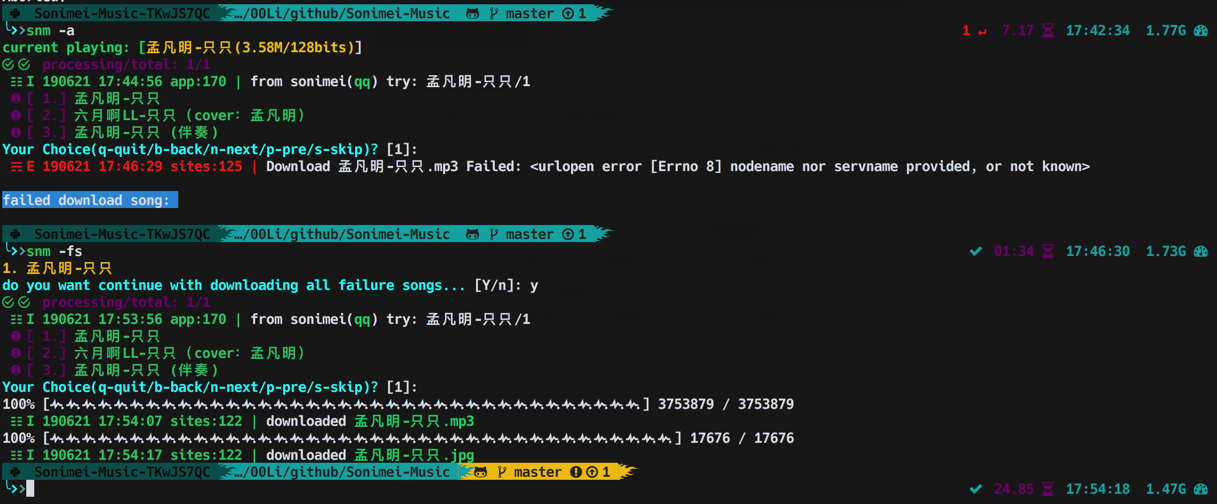 Sonimei-Music-TKwJS7QC …/00Li/github/Sonimei-Music master 1
snm -a 1 7.17 17:42:34 1.77G
current playing: [孟凡明-只只(3.58M/128bits)]
processing/total: 1/1
I 190621 17:44:56 app:170 | from sonimei(qq) try: 孟凡明-只只/1
[ 1.] 孟凡明-只只
[ 2.] 六月啊LL-只只 (cover: 孟凡明)
[ 3.] 孟凡明-只只 (伴奏)
Your Choice(q-quit/b-back/n-next/p-pre/s-skip)? [1]:
E 190621 17:46:29 sites:125 | Download 孟凡明-只只.mp3 Failed: <urlopen error [Errno 8] nodename nor servname provided, or not known>
failed download song:
Sonimei-Music-TKwJS7QC …/00Li/github/Sonimei-Music master 1
snm -fs 01:34 17:46:30 1.73G
1. 孟凡明-只只
do you want continue with downloading all failure songs... [Y/n]: y
processing/total: 1/1
I 190621 17:53:56 app:170 | from sonimei(qq) try: 孟凡明-只只/1
[ 1.] 孟凡明-只只
[ 2.] 六月啊LL-只只 (cover: 孟凡明)
[ 3.] 孟凡明-只只 (伴奏)
Your Choice(q-quit/b-back/n-next/p-pre/s-skip)? [1]:
100% [] 3753879 / 3753879
I 190621 17:54:07 sites:122 | downloaded 孟凡明-只只.mp3
100% [] 17676 / 17676
I 190621 17:54:17 sites:122 | downloaded 孟凡明-只只.jpg
Sonimei-Music-TKwJS7QC …/00Li/github/Sonimei-Music master 1
24.85 17:54:18 1.47G